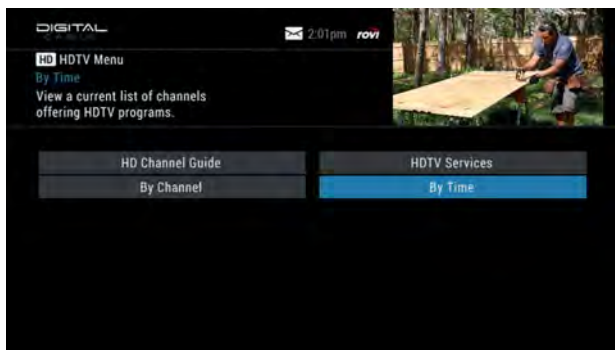 DIGITAL
CABLE
2:01pm rovi
HD HDTV Menu
By Time
View a current list of channels
offering HDTV programs.
HD Channel Guide
HDTV Services
By Channel
By Time